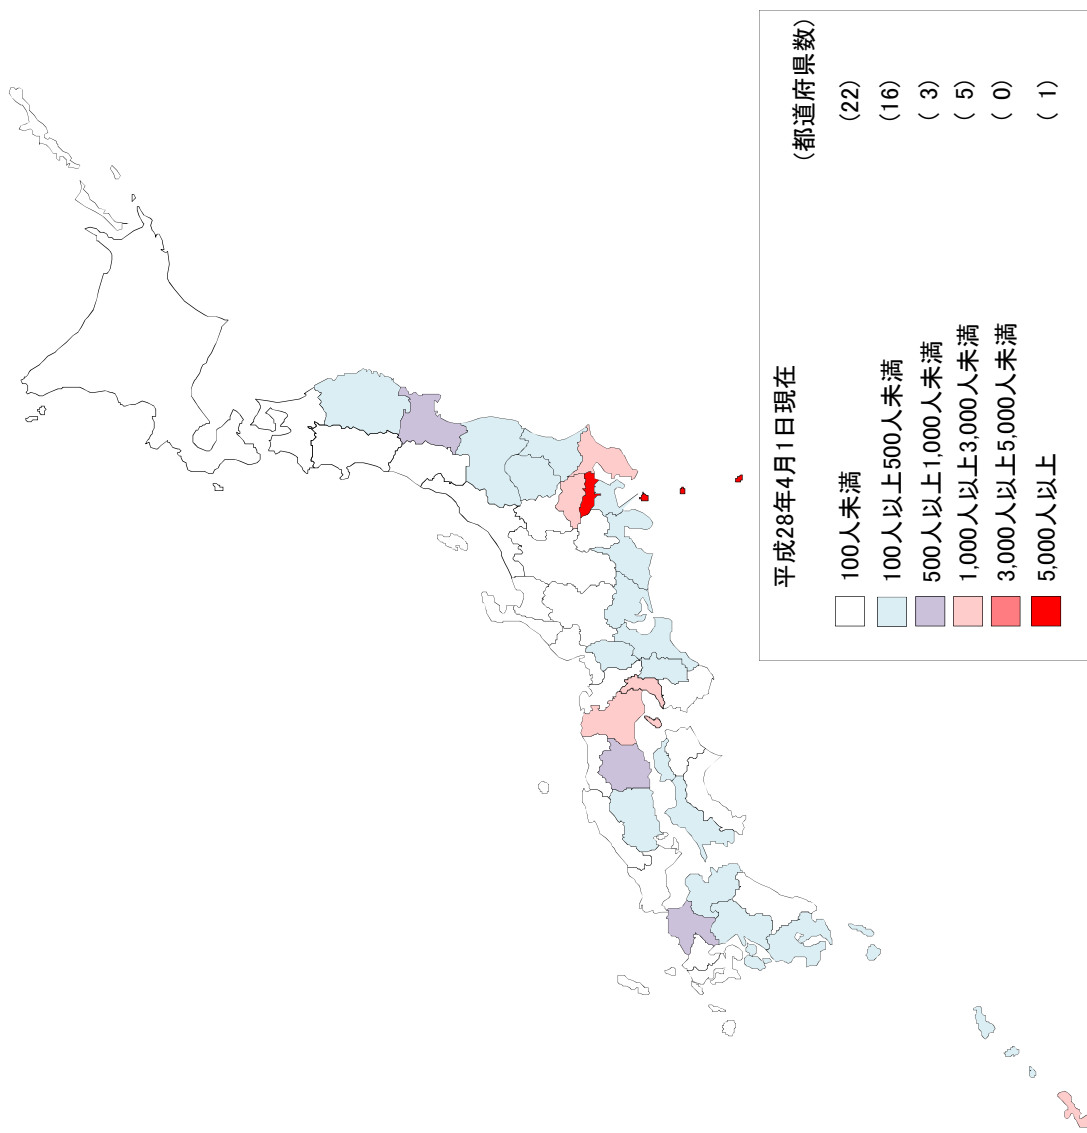 平成28年4月1日現在
(都道府県数)
100人未満 (22)
100人以上500人未満 (16)
500人以上1,000人未満 ( 3)
1,000人以上3,000人未満 ( 5)
3,000人以上5,000人未満 ( 0)
5,000人以上 ( 1)